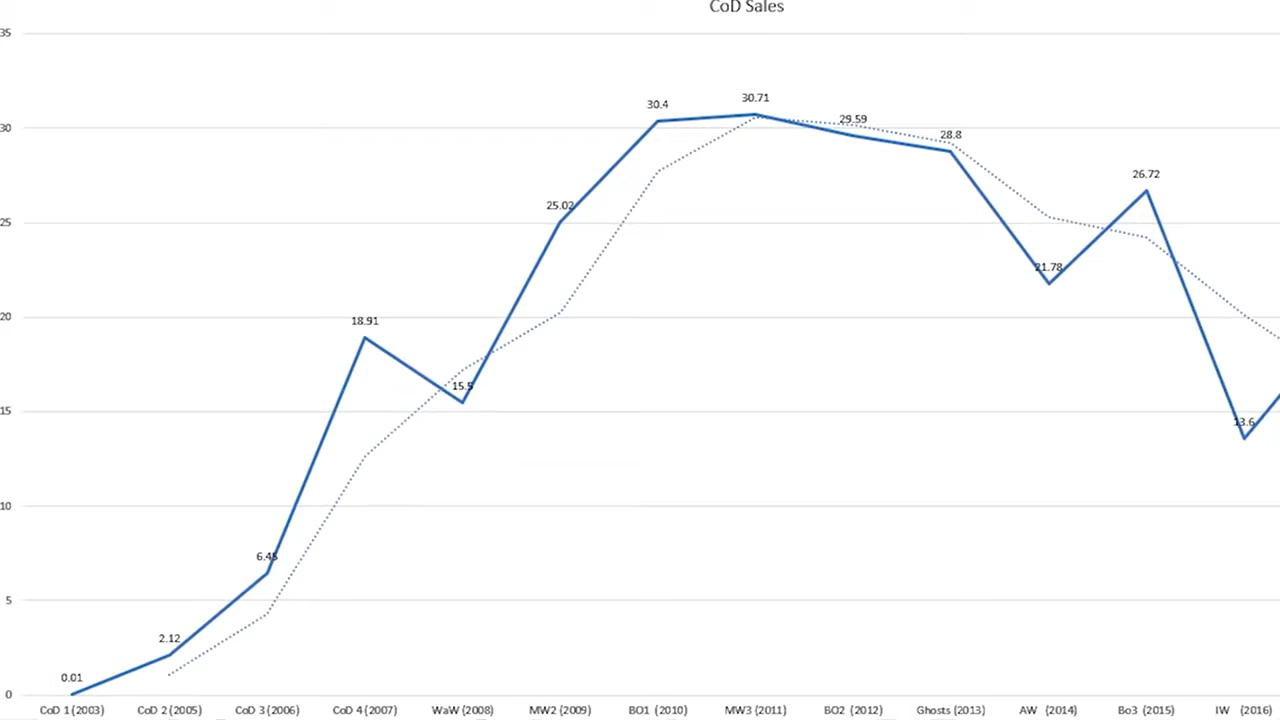 CoD Sales
35
30
25
20
15
10
5
0
0.01
2.12
6.45
18.91
15.5
25.02
30.4
30.71
29.59
28.8
21.78
26.72
13.6
CoD 1 (2003)
CoD 2 (2005)
CoD 3 (2006)
CoD 4 (2007)
WaW (2008)
MW2 (2009)
BO1 (2010)
MW3 (2011)
BO2 (2012)
Ghosts (2013)
AW (2014)
Bo3 (2015)
IW (2016)